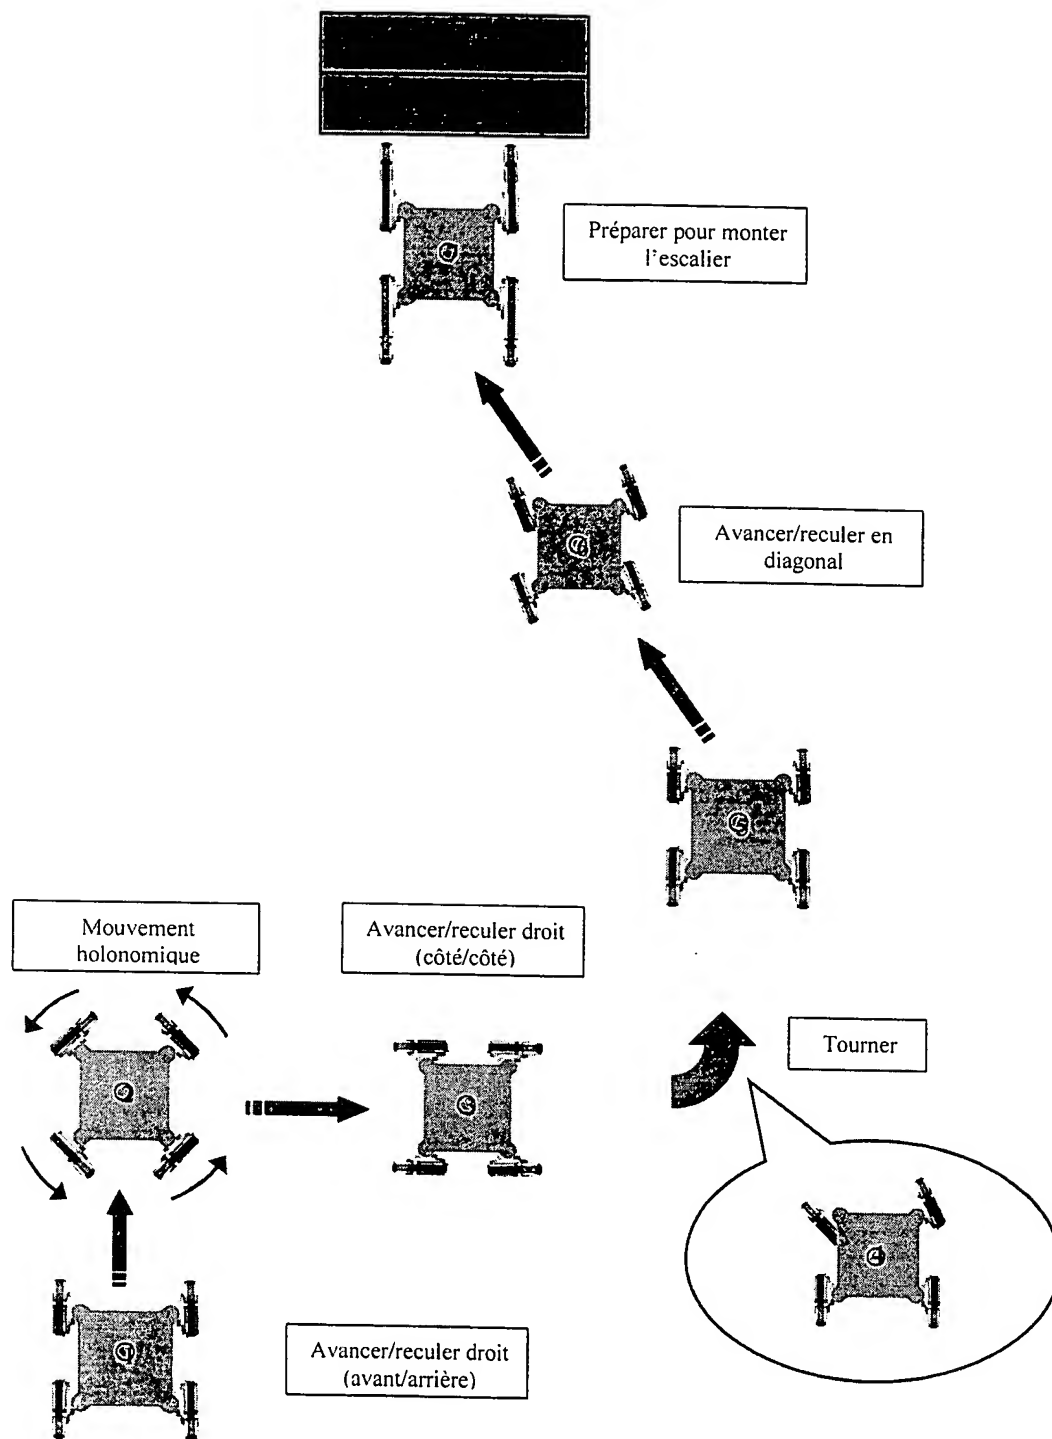 Préparer pour monter
l'escalier
Avancer/reculer en
diagonal
Mouvement
holonomique
Avancer/reculer droit
(côté/côté)
Tourner
Avancer/reculer droit
(avant/arrière)